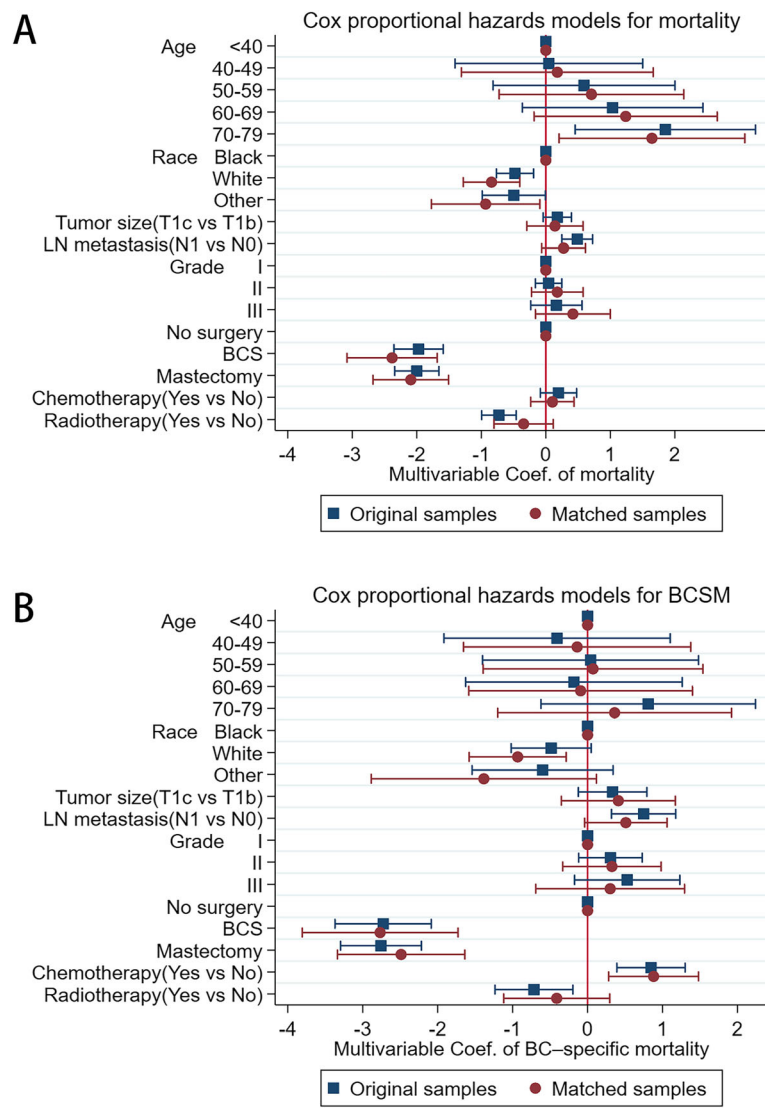 A
Cox proportional hazards models for mortality
Age <40
40-49
50-59
60-69
70-79
Race Black
White
Other
Tumor size(T1c vs T1b)
LN metastasis(N1 vs N0)
Grade I
II
III
No surgery
BCS
Mastectomy
Chemotherapy(Yes vs No)
Radiotherapy(Yes vs No)
-4 -3 -2 -1 0 1 2
Multivariable Coef. of mortality
Original samples Matched samples
B
Cox proportional hazards models for BCSM
Age <40
40-49
50-59
60-69
70-79
Race Black
White
Other
Tumor size(T1c vs T1b)
LN metastasis(N1 vs N0)
Grade I
II
III
No surgery
BCS
Mastectomy
Chemotherapy(Yes vs No)
Radiotherapy(Yes vs No)
-4 -3 -2 -1 0 1 2
Multivariable Coef. of BC–specific mortality
Original samples Matched samples